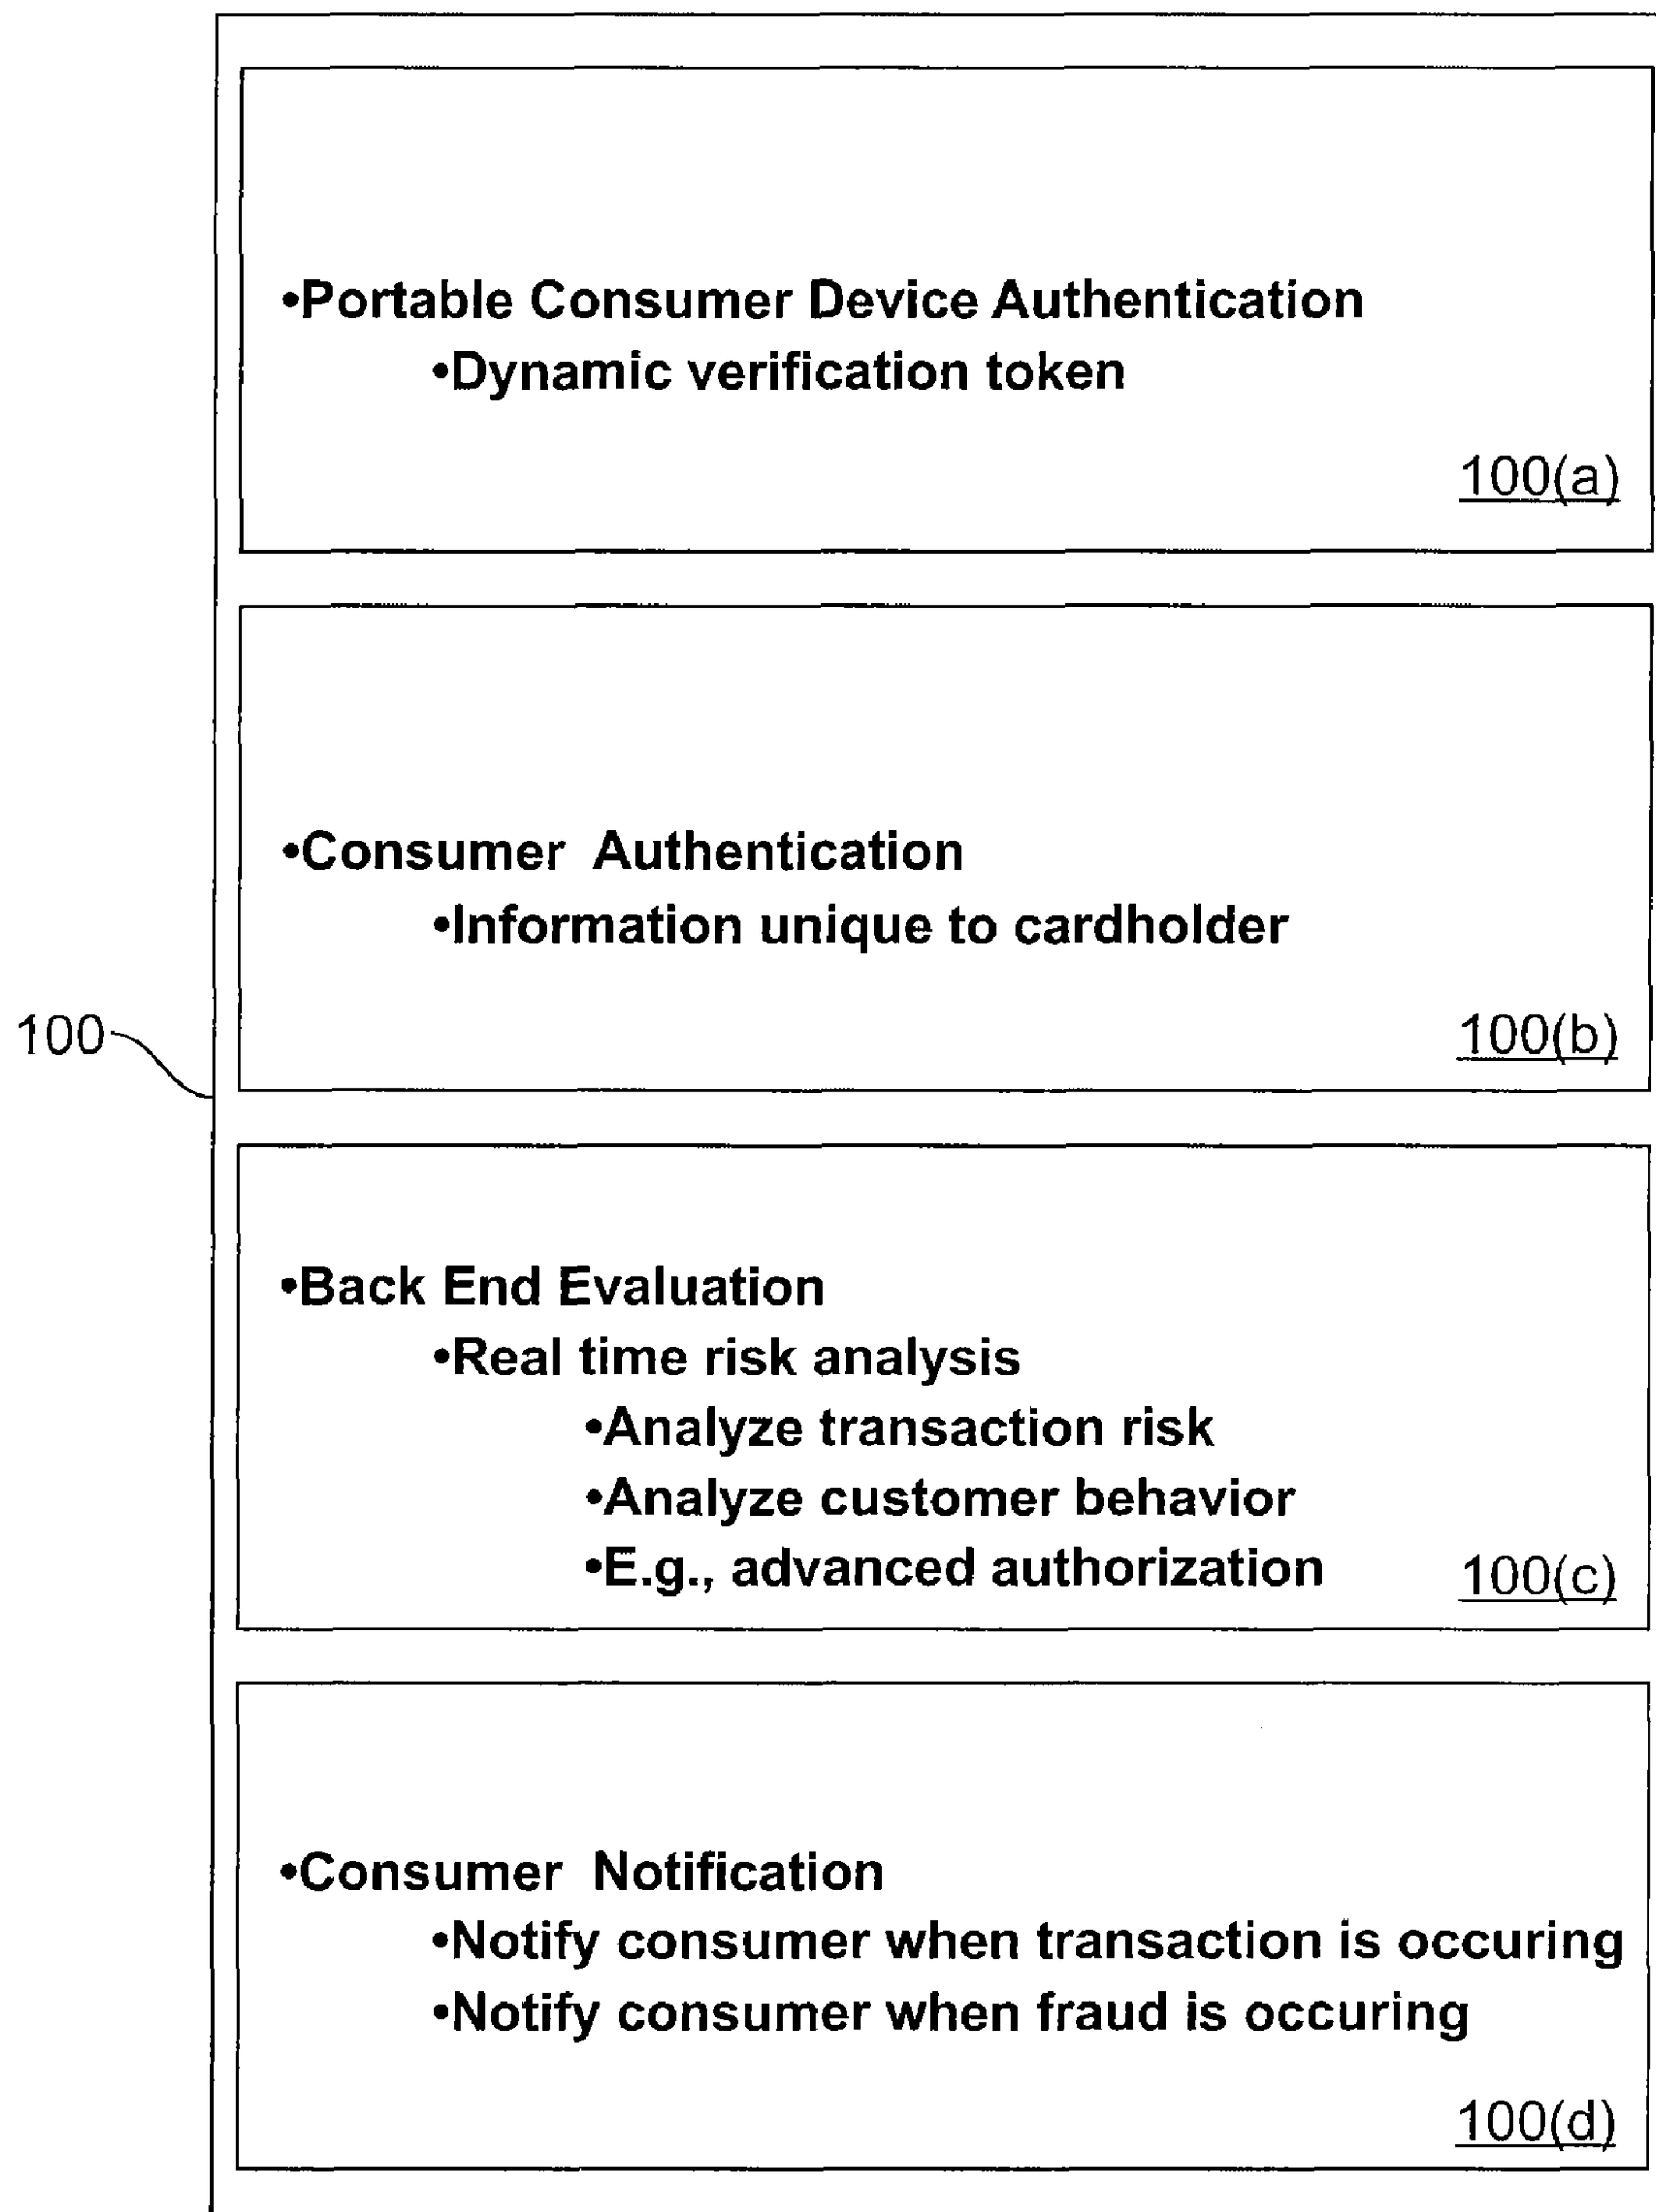 •Portable Consumer Device Authentication
•Dynamic verification token
100(a)
•Consumer Authentication
•Information unique to cardholder
100(b)
100
•Back End Evaluation
•Real time risk analysis
•Analyze transaction risk
•Analyze customer behavior
•E.g., advanced authorization
100(c)
•Consumer Notification
•Notify consumer when transaction is occuring
•Notify consumer when fraud is occuring
100(d)